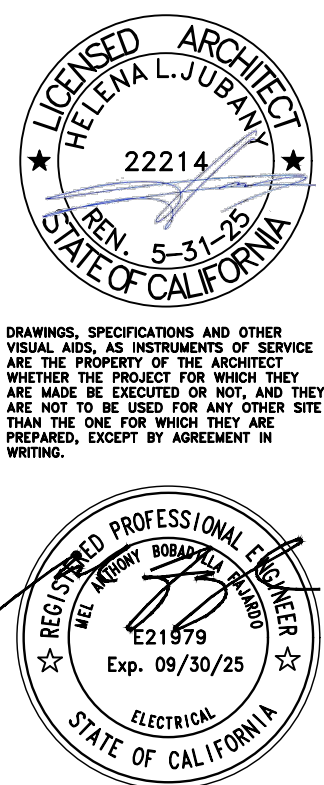 LICENSED ARCHITECT
HELENA L. JUBANY
22214
REN. 5-31-25
STATE OF CALIFORNIA
DRAWINGS, SPECIFICATIONS AND OTHER
VISUAL AIDS, AS INSTRUMENTS OF SERVICE
ARE THE PROPERTY OF THE ARCHITECT
WHETHER THE PROJECT FOR WHICH THEY
ARE MADE BE EXECUTED OR NOT, AND THEY
ARE NOT TO BE USED FOR ANY OTHER SITE
THAN THE ONE FOR WHICH THEY ARE
PREPARED, EXCEPT BY AGREEMENT IN
WRITING.
REGISTERED PROFESSIONAL ENGINEER
MEL ANTHONY BOBADILLA FAJARDO
E21979
Exp. 09/30/25
ELECTRICAL
STATE OF CALIFORNIA